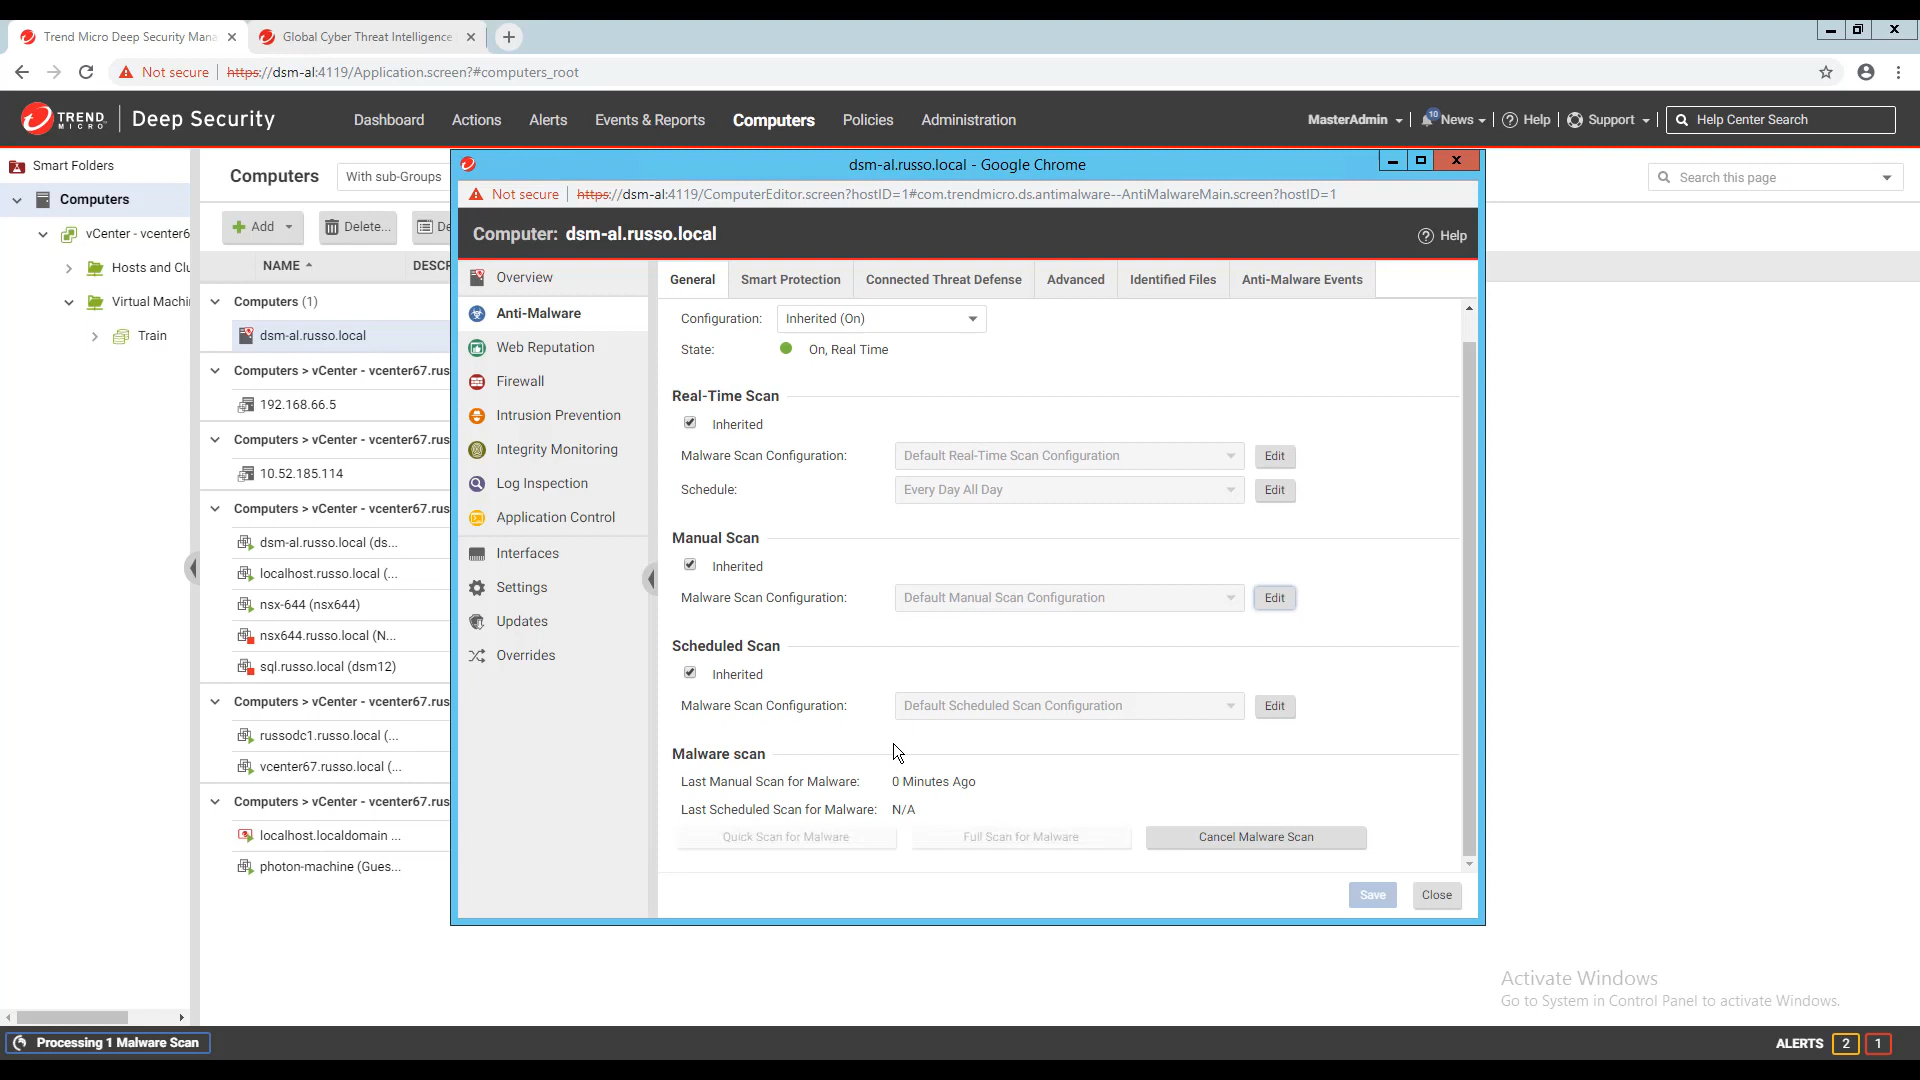 Trend Micro Deep Security Mana
Global Cyber Threat Intelligence
Not secure
https://dsm-al:4119/Application.screen?#computers_root
TREND MICRO
Deep Security
Dashboard
Actions
Alerts
Events & Reports
Computers
Policies
Administration
MasterAdmin
10
News
Help
Support
Help Center Search
Smart Folders
Computers
vCenter - vcenter6
Hosts and Clu
Virtual Machi
Train
Computers
With sub-Groups
Search this page
Add
Delete...
De
NAME
DESCR
Computers (1)
dsm-al.russo.local
Computers > vCenter - vcenter67.rus
192.168.66.5
Computers > vCenter - vcenter67.rus
10.52.185.114
Computers > vCenter - vcenter67.rus
dsm-al.russo.local (ds...
localhost.russo.local (...
nsx-644 (nsx644)
nsx644.russo.local (N...
sql.russo.local (dsm12)
Computers > vCenter - vcenter67.rus
russodc1.russo.local (...
vcenter67.russo.local (...
Computers > vCenter - vcenter67.rus
localhost.localdomain ...
photon-machine (Gues...
dsm-al.russo.local - Google Chrome
Not secure
https://dsm-al:4119/ComputerEditor.screen?hostID=1#com.trendmicro.ds.antimalware--AntiMalwareMain.screen?hostID=1
Computer: dsm-al.russo.local
Help
Overview
Anti-Malware
Web Reputation
Firewall
Intrusion Prevention
Integrity Monitoring
Log Inspection
Application Control
Interfaces
Settings
Updates
Overrides
General
Smart Protection
Connected Threat Defense
Advanced
Identified Files
Anti-Malware Events
Configuration: Inherited (On)
State: On, Real Time
Real-Time Scan
Inherited
Malware Scan Configuration: Default Real-Time Scan Configuration Edit
Schedule: Every Day All Day Edit
Manual Scan
Inherited
Malware Scan Configuration: Default Manual Scan Configuration Edit
Scheduled Scan
Inherited
Malware Scan Configuration: Default Scheduled Scan Configuration Edit
Malware scan
Last Manual Scan for Malware: 0 Minutes Ago
Last Scheduled Scan for Malware: N/A
Quick Scan for Malware
Full Scan for Malware
Cancel Malware Scan
Save
Close
Activate Windows
Go to System in Control Panel to activate Windows.
Processing 1 Malware Scan
ALERTS 2 1